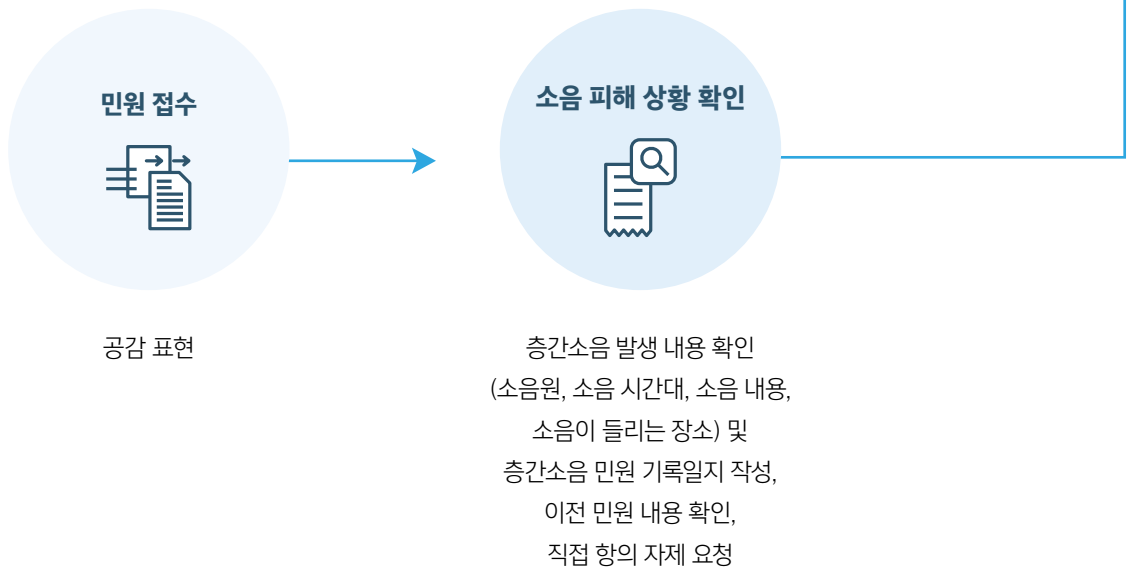 민원 접수
소음 피해 상황 확인
공감 표현
층간소음 발생 내용 확인
(소음원, 소음 시간대, 소음 내용,
소음이 들리는 장소) 및
층간소음 민원 기록일지 작성,
이전 민원 내용 확인,
직접 항의 자제 요청